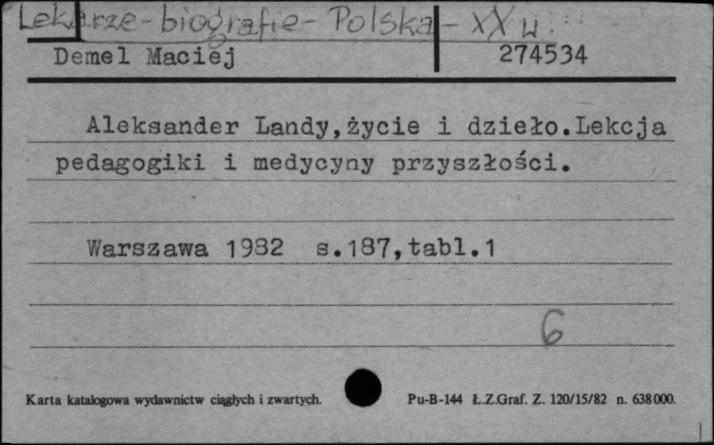 Lekarze - biografie - Polska - XX w.
Demel Maciej 274534
Aleksander Landy,życie i dzieło.Lekcja
pedagogiki i medycyny przyszłości.
Warszawa 1982 s.187,tabl.1
6
Karta katalogowa wydawnictw ciągłych i zwartych. Pu-B-144 Ł.Z.Graf. Z. 120/15/82 n. 638000.